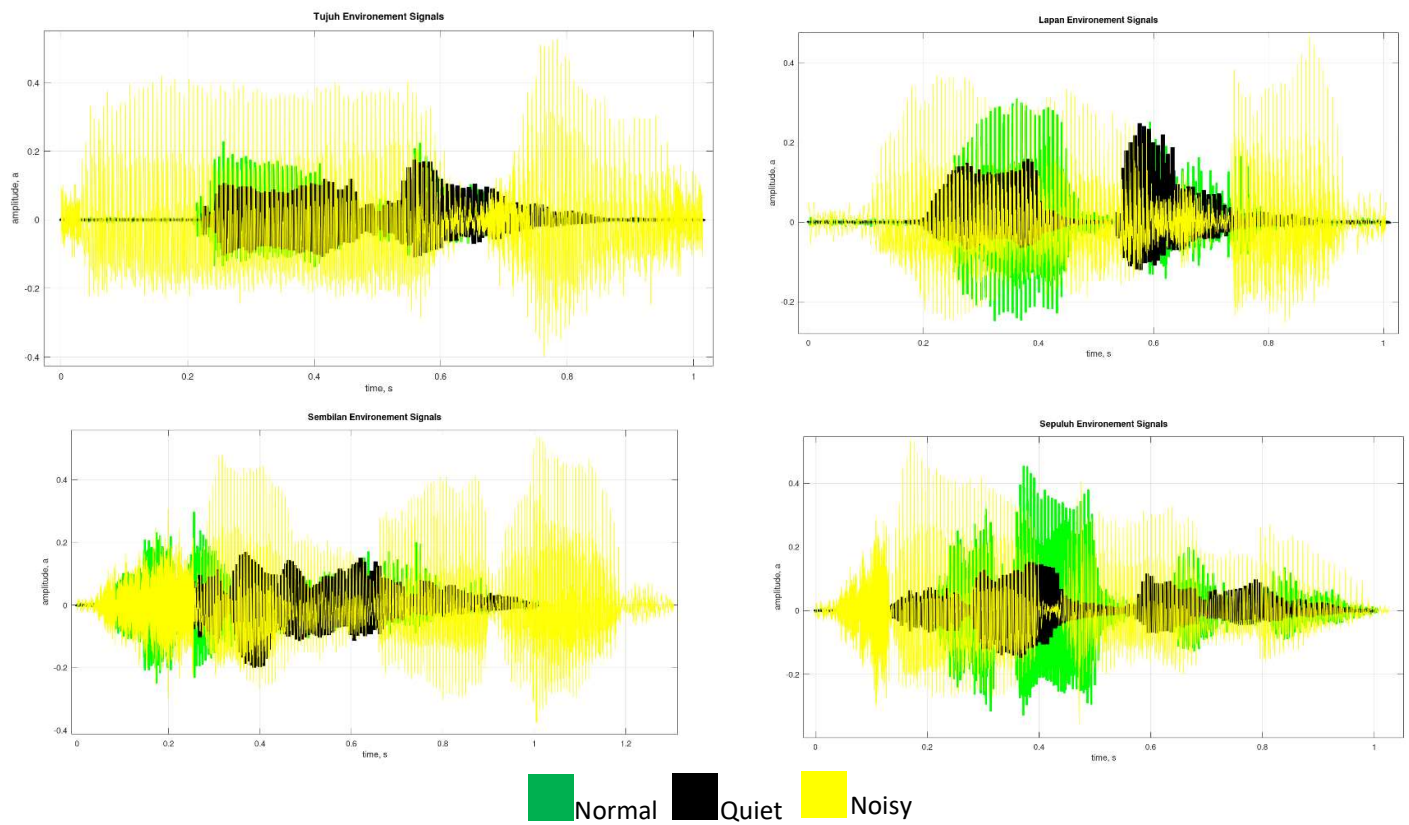 Tujuh Environement Signals
0.4
0.2
0
-0.2
-0.4
amplitude, a
0 0.2 0.4 0.6 0.8 1
time, s
Lapan Environement Signals
0.4
0.2
0
-0.2
amplitude, a
0 0.2 0.4 0.6 0.8 1
time, s
Sembilan Environement Signals
0.4
0.2
0
-0.2
-0.4
amplitude, a
0 0.2 0.4 0.6 0.8 1 1.2
time, s
Sepuluh Environement Signals
0.4
0.2
0
-0.2
amplitude, a
0 0.2 0.4 0.6 0.8 1
time, s
Normal Quiet Noisy